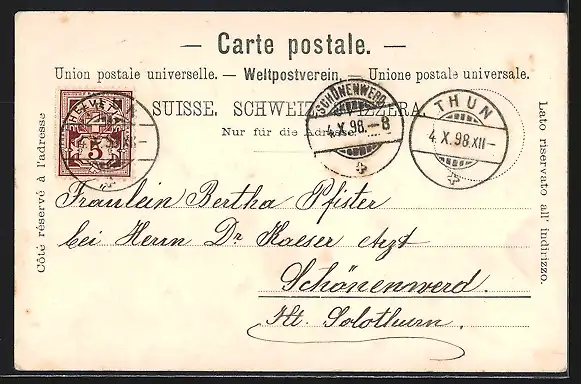 — Carte postale. —
Union postale universelle. — Weltpostverein. — Unione postale universale.
SUISSE. SCHWEIZ. SVIZZERA.
Nur für die Adresse.
Côté réservé à l'adresse
Lato riservato all' indirizzo.
HELVETIA
5
SCHÖNENWERD
4.X.98.–8
THUN
4.X.98.XII–
Fräulein Bertha Pfister
bei Herrn Dr Kaeser Arzt
Schönenwerd.
Kt. Solothurn.